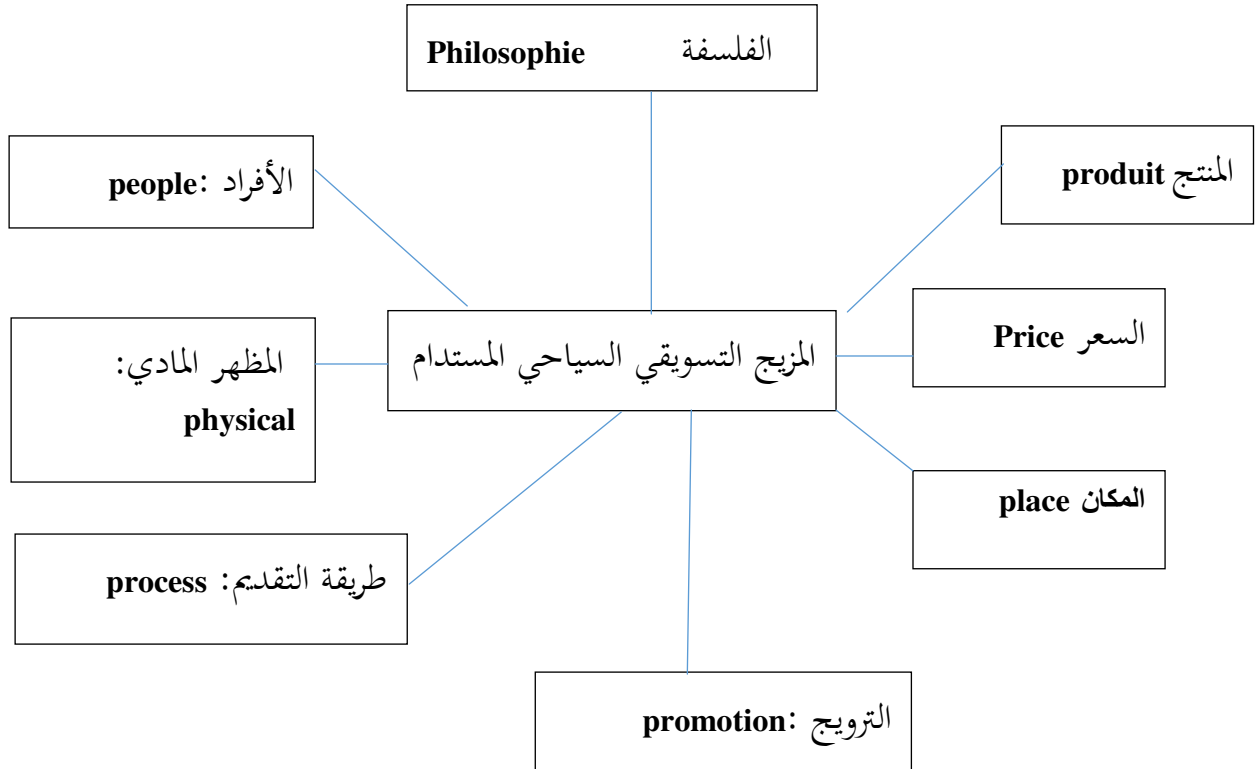 الفلسفة Philosophie
المنتج produit
الأفراد :people
السعر Price
المزيج التسويقي السياحي المستدام
المظهر المادي:
physical
المكان place
طريقة التقديم: process
الترويج :promotion